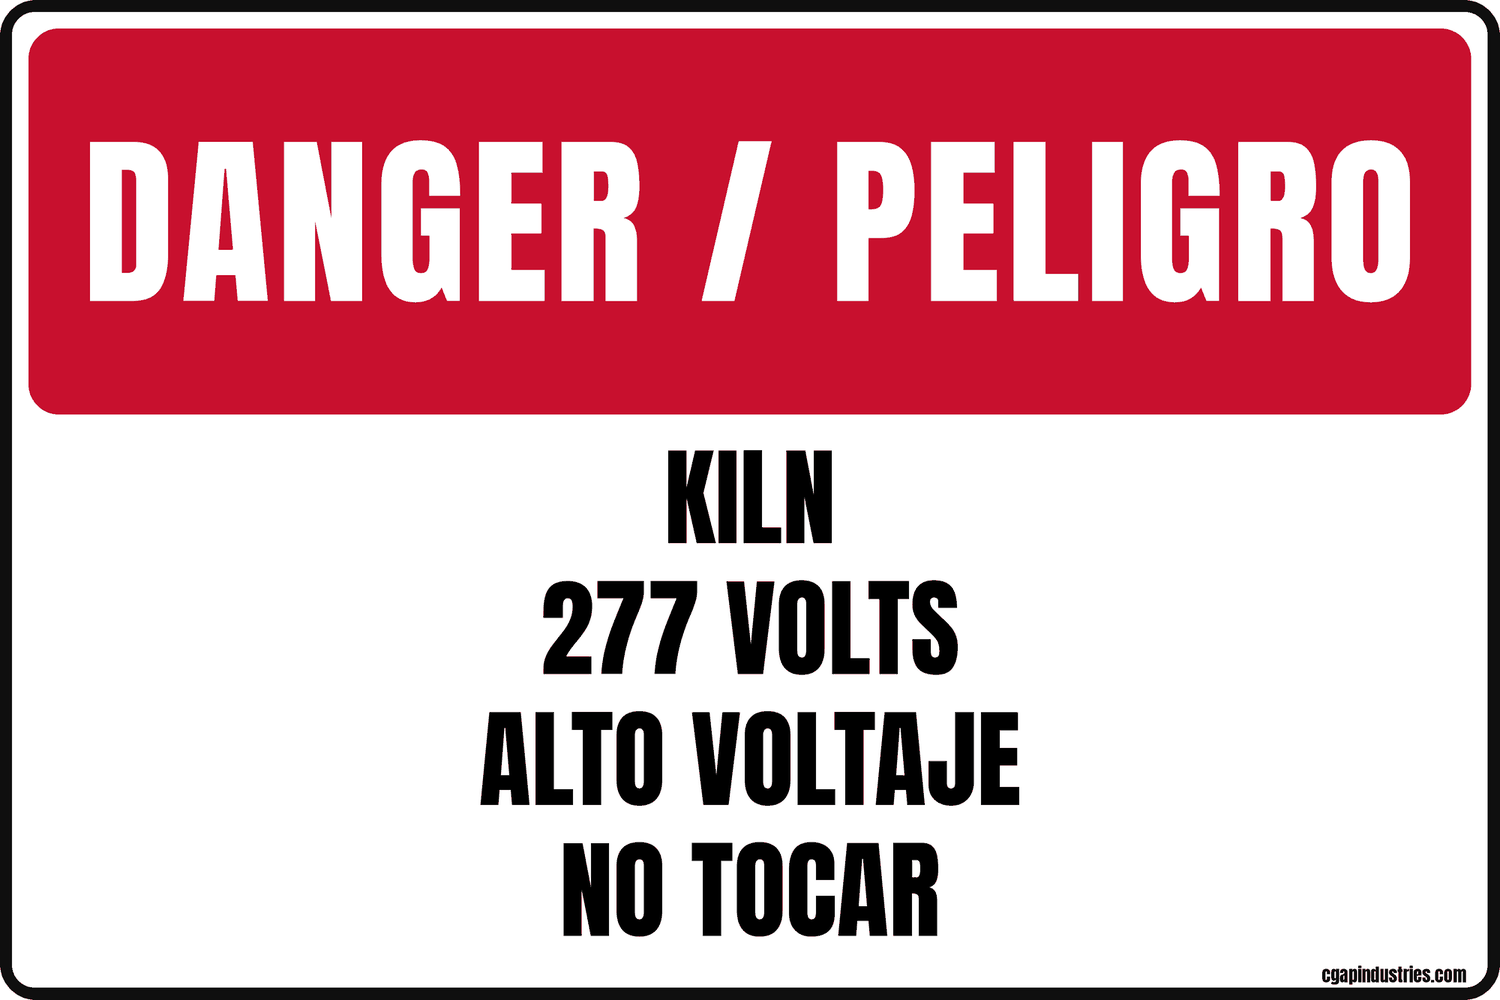 DANGER / PELIGRO
KILN
277 VOLTS
ALTO VOLTAJE
NO TOCAR
cgapindustries.com